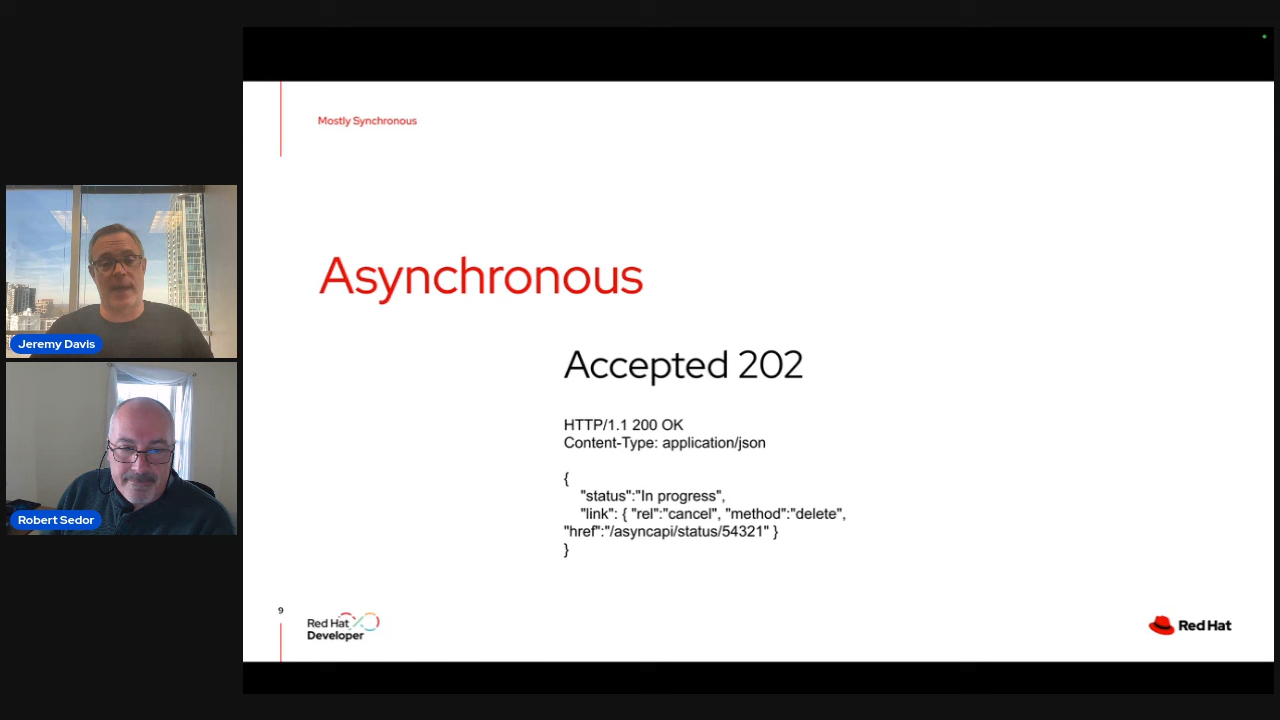 Mostly Synchronous
Asynchronous
Accepted 202
HTTP/1.1 200 OK
Content-Type: application/json
{
"status":"In progress",
"link": { "rel":"cancel", "method":"delete",
"href":"/asyncapi/status/54321" }
}
9
Red Hat
Developer
Red Hat
Jeremy Davis
Robert Sedor